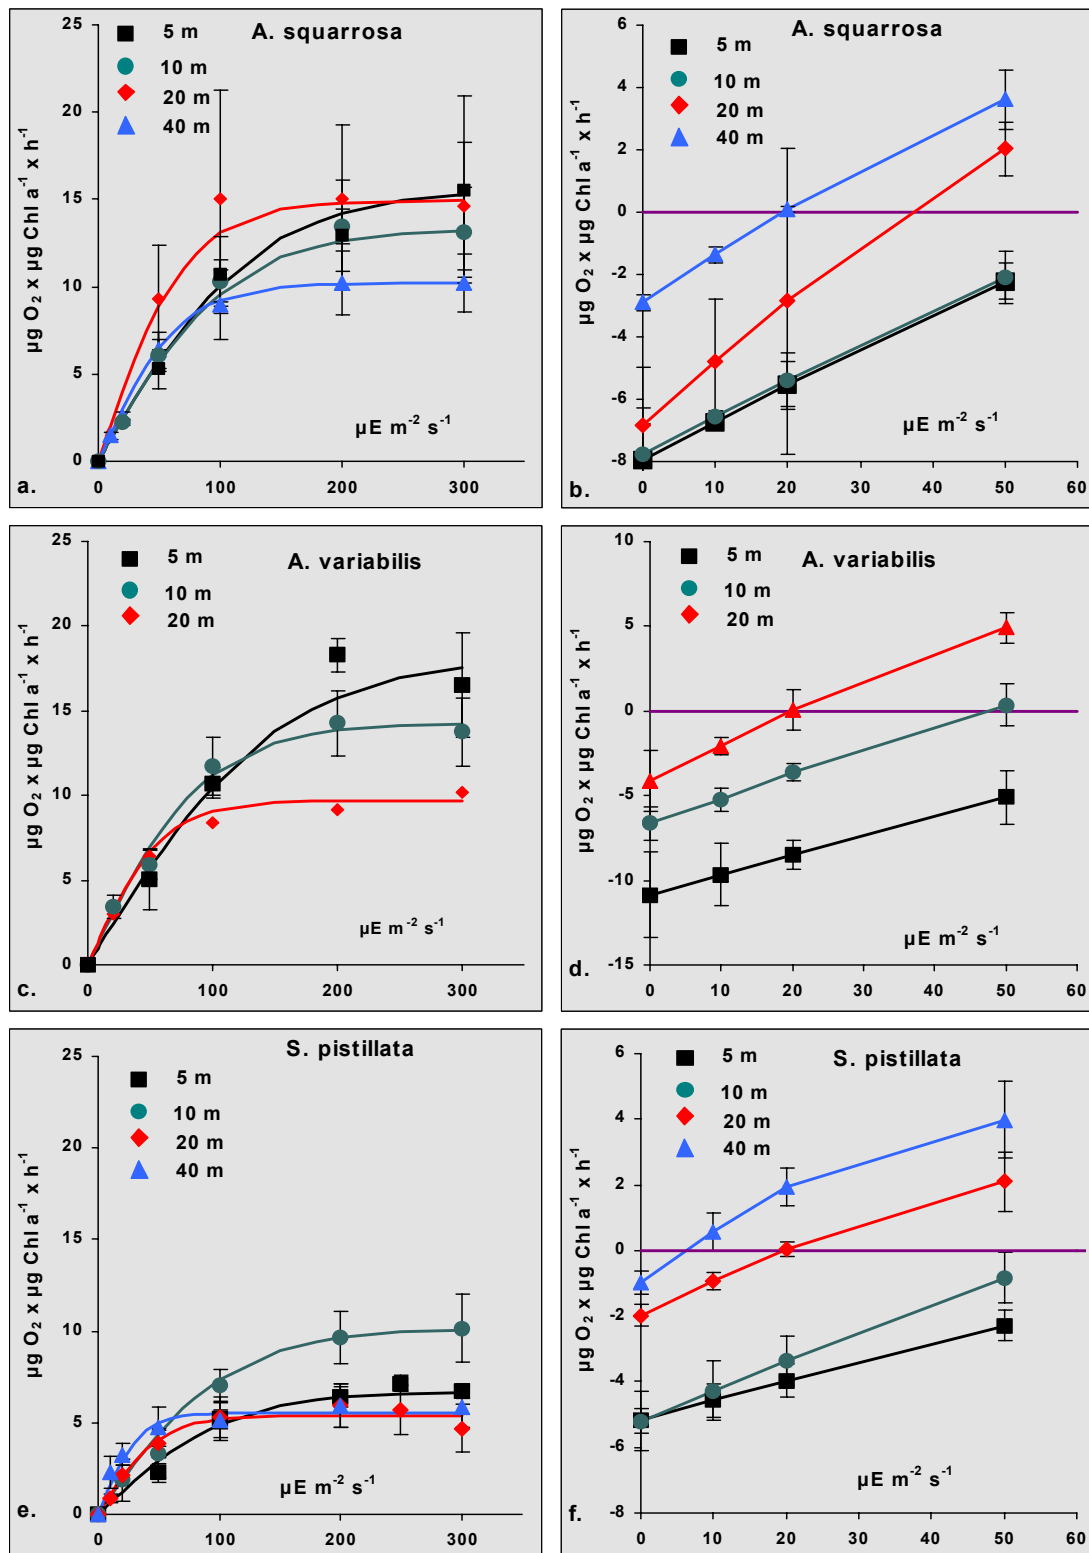 A. squarrosa
5 m
10 m
20 m
40 m
µg O₂ x µg Chl a⁻¹ x h⁻¹
25
20
15
10
5
0
µE m⁻² s⁻¹
a.
0 100 200 300
A. squarrosa
5 m
10 m
20 m
40 m
µg O₂ x µg Chl a⁻¹ x h⁻¹
6
4
2
0
-2
-4
-6
-8
µE m⁻² s⁻¹
b.
0 10 20 30 40 50 60
A. variabilis
5 m
10 m
20 m
µg O₂ x µg Chl a⁻¹ x h⁻¹
25
20
15
10
5
0
µE m⁻² s⁻¹
c.
0 100 200 300
A. variabilis
5 m
10 m
20 m
µg O₂ x µg Chl a⁻¹ x h⁻¹
10
5
0
-5
-10
-15
µE m⁻² s⁻¹
d.
0 10 20 30 40 50 60
S. pistillata
5 m
10 m
20 m
40 m
µg O₂ x µg Chl a⁻¹ x h⁻¹
25
20
15
10
5
0
µE m⁻² s⁻¹
e.
0 100 200 300
S. pistillata
5 m
10 m
20 m
40 m
µg O₂ x µg Chl a⁻¹ x h⁻¹
6
4
2
0
-2
-4
-6
-8
µE m⁻² s⁻¹
f.
0 10 20 30 40 50 60